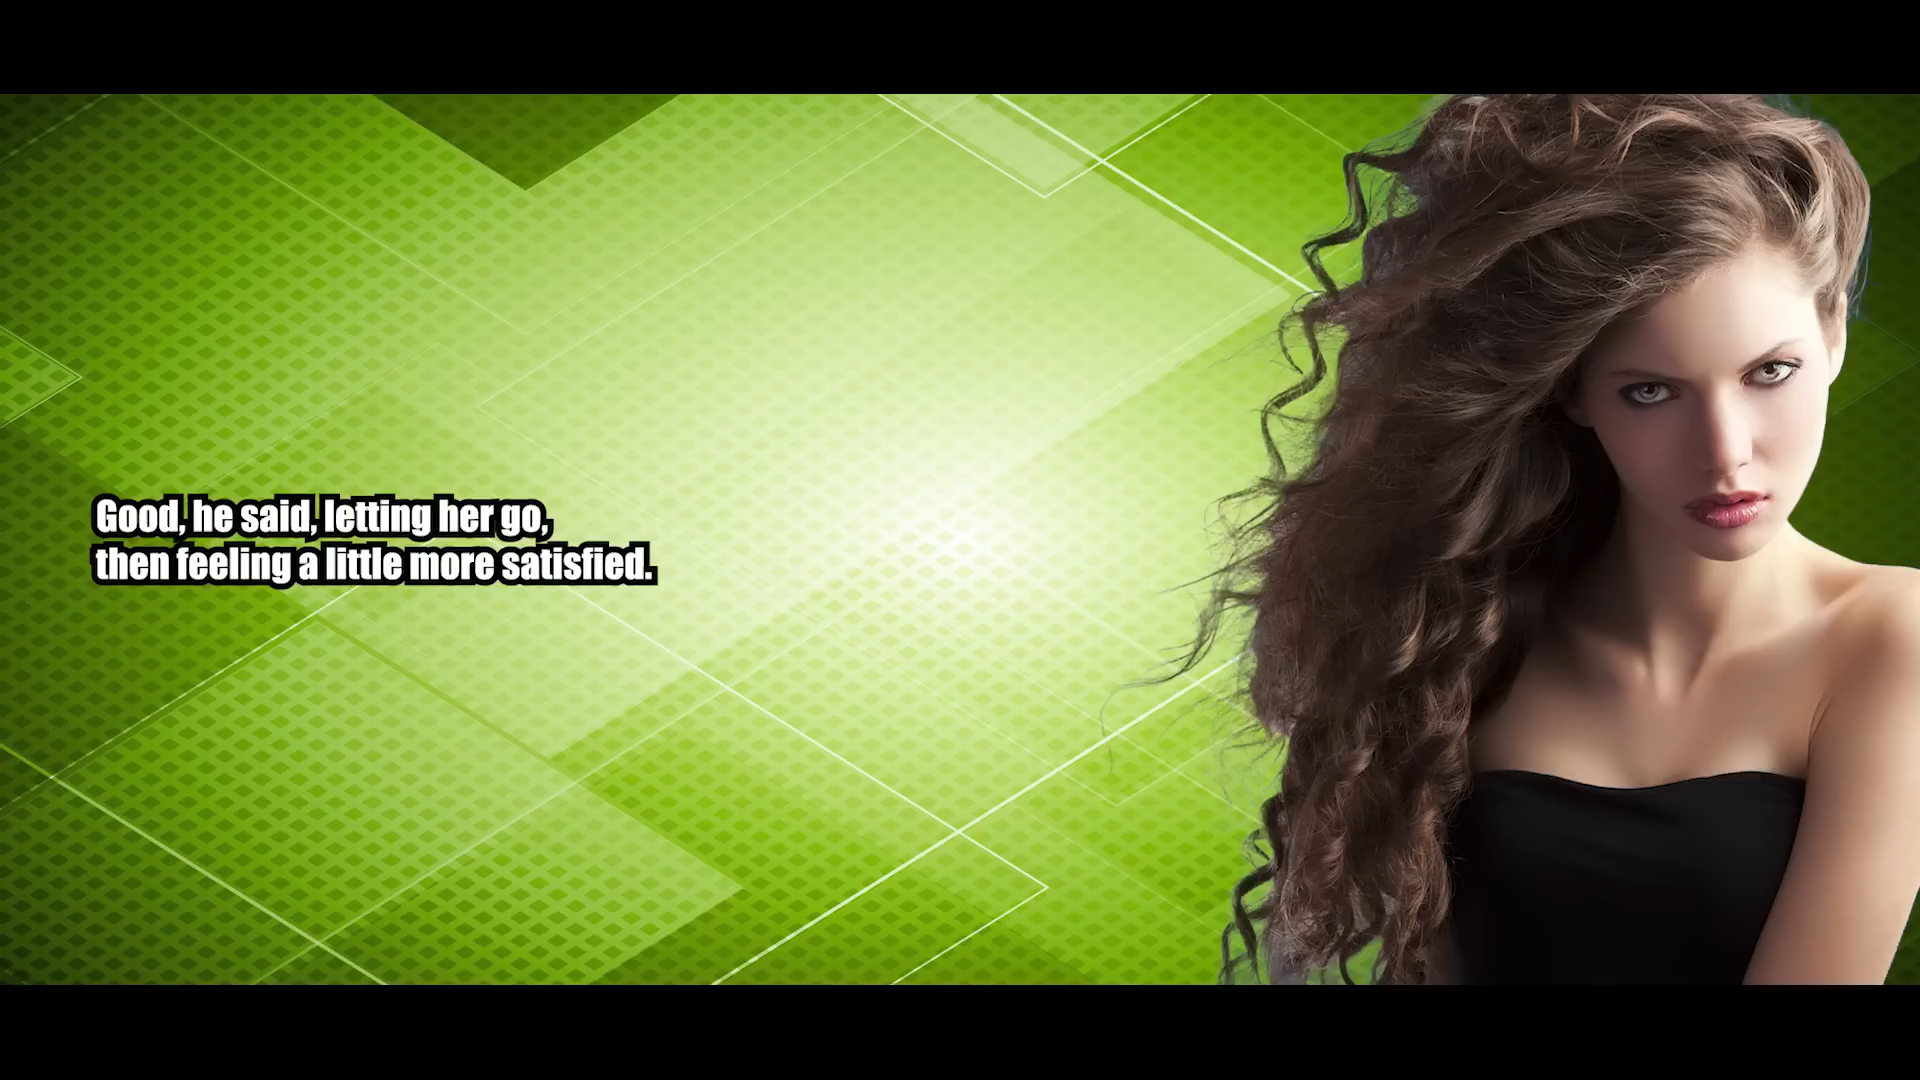 Good, he said, letting her go,
then feeling a little more satisfied.